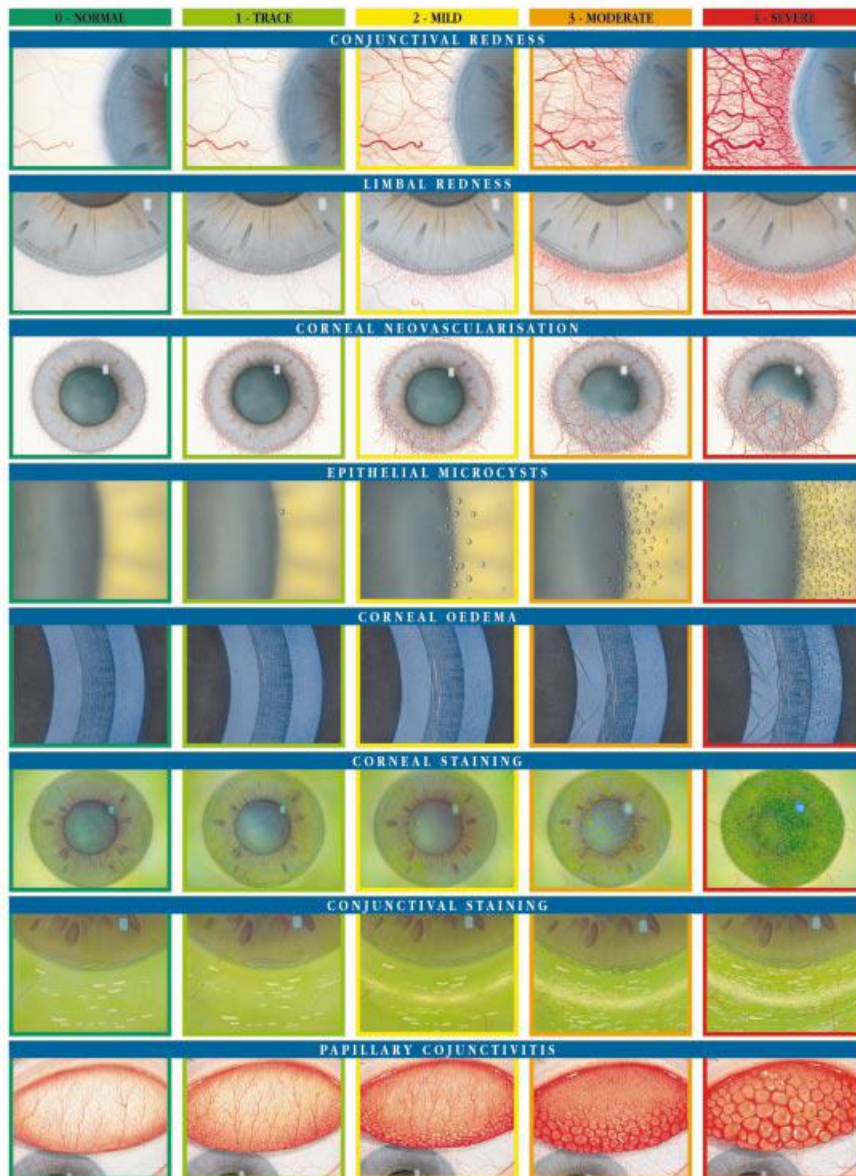 0 - NORMAL 1 - TRACE 2 - MILD 3 - MODERATE 4 - SEVERE
CONJUNCTIVAL REDNESS
LIMBAL REDNESS
CORNEAL NEOVASCULARISATION
EPITHELIAL MICROCYSTS
CORNEAL OEDEMA
CORNEAL STAINING
CONJUNCTIVAL STAINING
PAPILLARY COJUNCTIVITIS